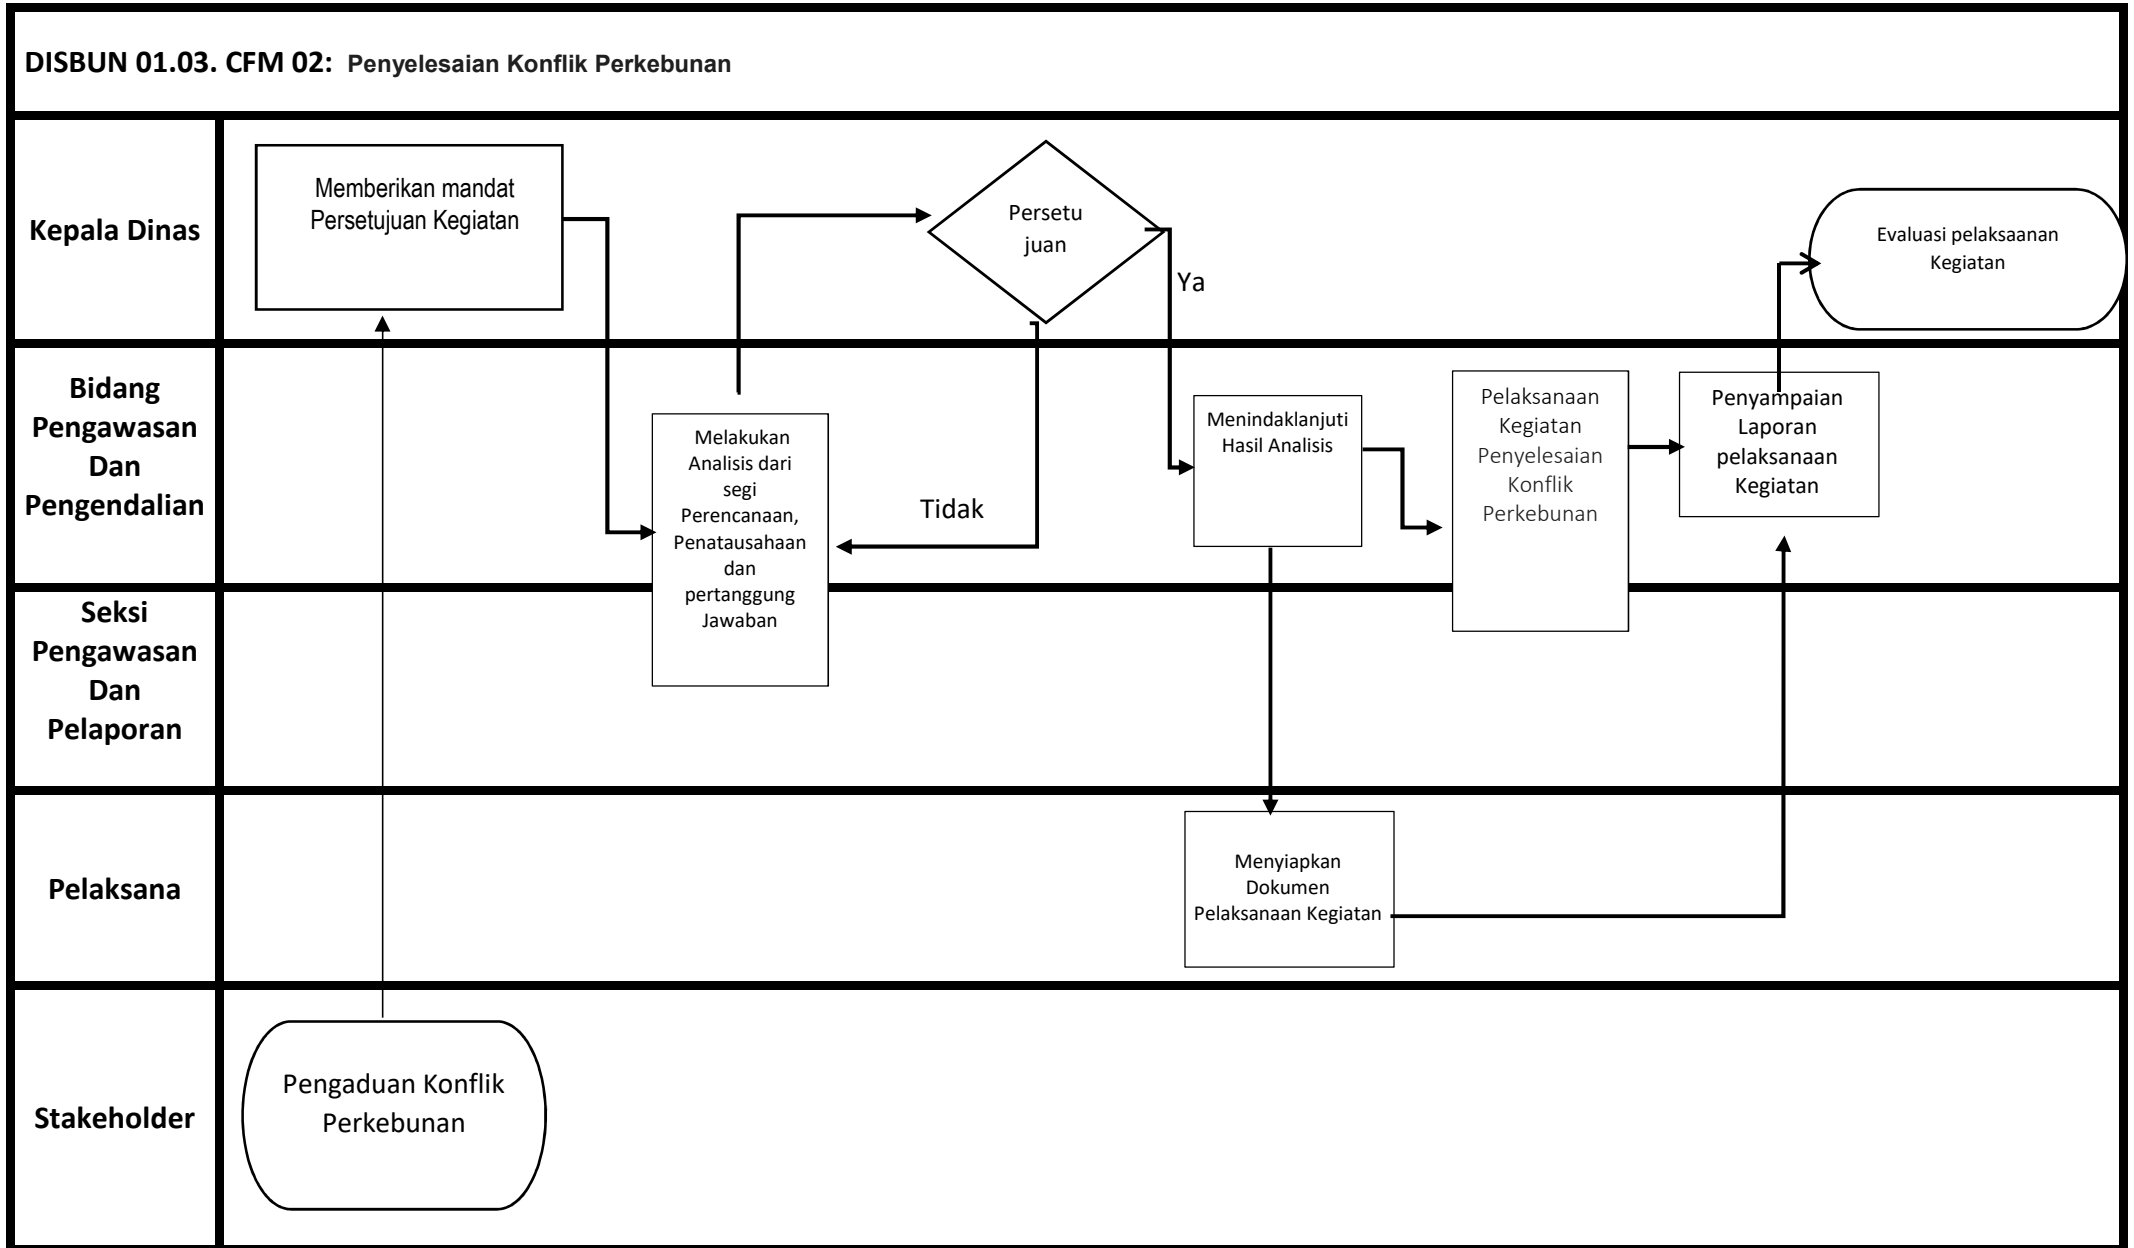 DISBUN 01.03. CFM 02: Penyelesaian Konflik Perkebunan
Kepala Dinas
Memberikan mandat
Persetujuan Kegiatan
Persetu
juan
Ya
Evaluasi pelaksaanan
Kegiatan
Bidang
Pengawasan
Dan
Pengendalian
Melakukan
Analisis dari
segi
Perencanaan,
Penatausahaan
dan
pertanggung
Jawaban
Tidak
Menindaklanjuti
Hasil Analisis
Pelaksanaan
Kegiatan
Penyelesaian
Konflik
Perkebunan
Penyampaian
Laporan
pelaksanaan
Kegiatan
Seksi
Pengawasan
Dan
Pelaporan
Pelaksana
Menyiapkan
Dokumen
Pelaksanaan Kegiatan
Stakeholder
Pengaduan Konflik
Perkebunan